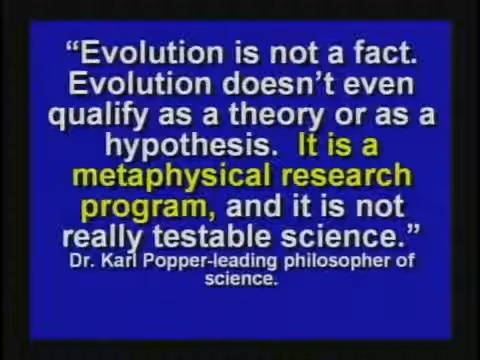 “Evolution is not a fact.
Evolution doesn’t even
qualify as a theory or as a
hypothesis. It is a
metaphysical research
program, and it is not
really testable science.”
Dr. Karl Popper-leading philosopher of
science.